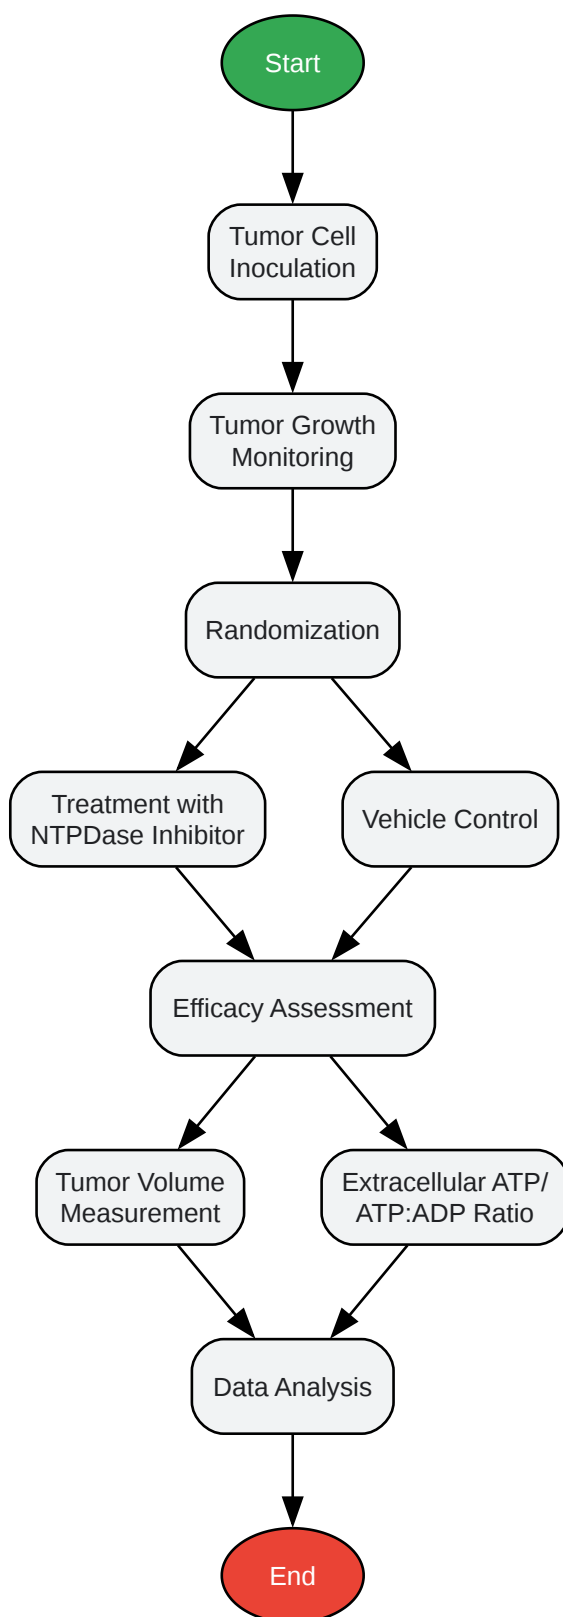 Start
Tumor Cell
Inoculation
Tumor Growth
Monitoring
Randomization
Treatment with
NTPDase Inhibitor
Vehicle Control
Efficacy Assessment
Tumor Volume
Measurement
Extracellular ATP/
ATP:ADP Ratio
Data Analysis
End